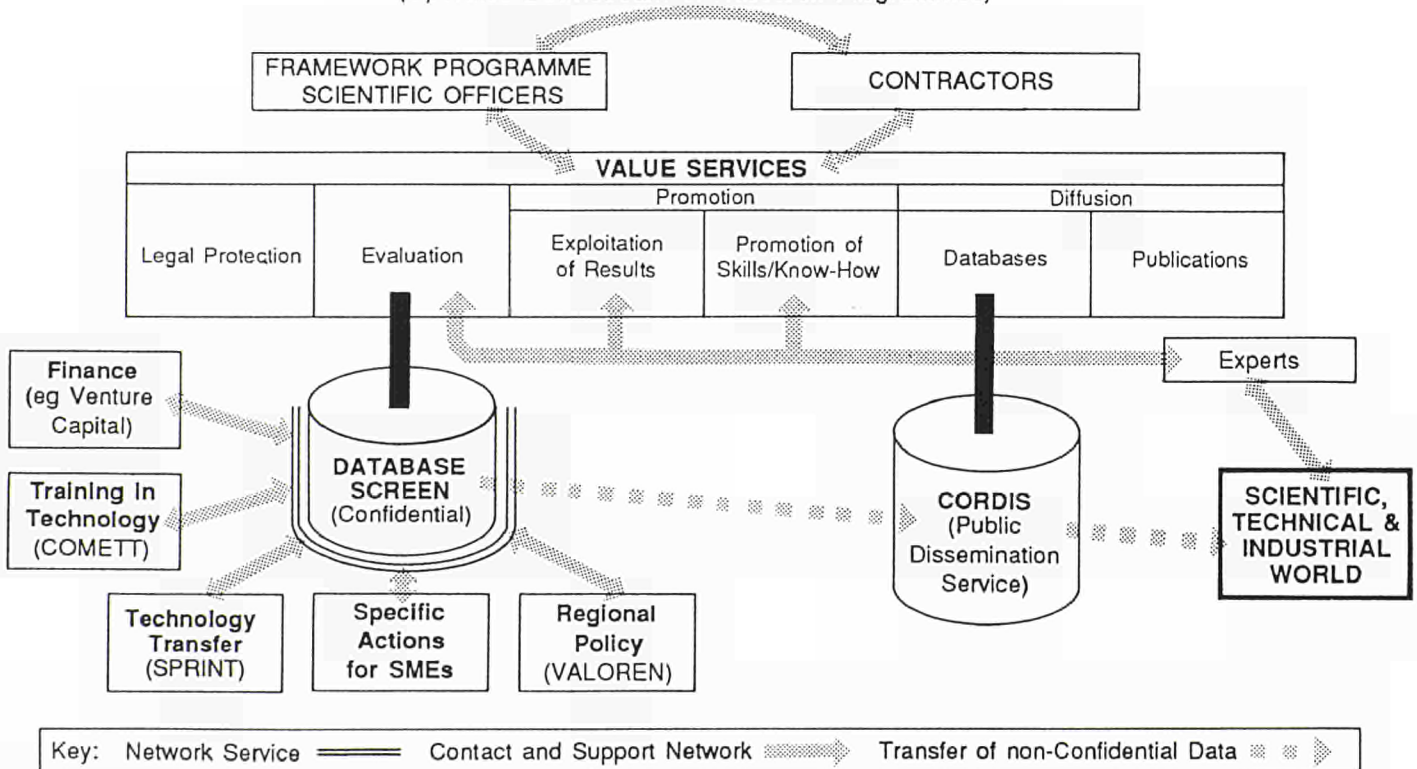 FRAMEWORK PROGRAMME
SCIENTIFIC OFFICERS
CONTRACTORS
VALUE SERVICES
Promotion
Diffusion
Legal Protection
Evaluation
Exploitation
of Results
Promotion of
Skills/Know-How
Databases
Publications
Finance
(eg Venture
Capital)
Experts
DATABASE
SCREEN
(Confidential)
Training in
Technology
(COMETT)
CORDIS
(Public
Dissemination
Service)
SCIENTIFIC,
TECHNICAL &
INDUSTRIAL
WORLD
Technology
Transfer
(SPRINT)
Specific
Actions
for SMEs
Regional
Policy
(VALOREN)
Key: Network Service Contact and Support Network Transfer of non-Confidential Data